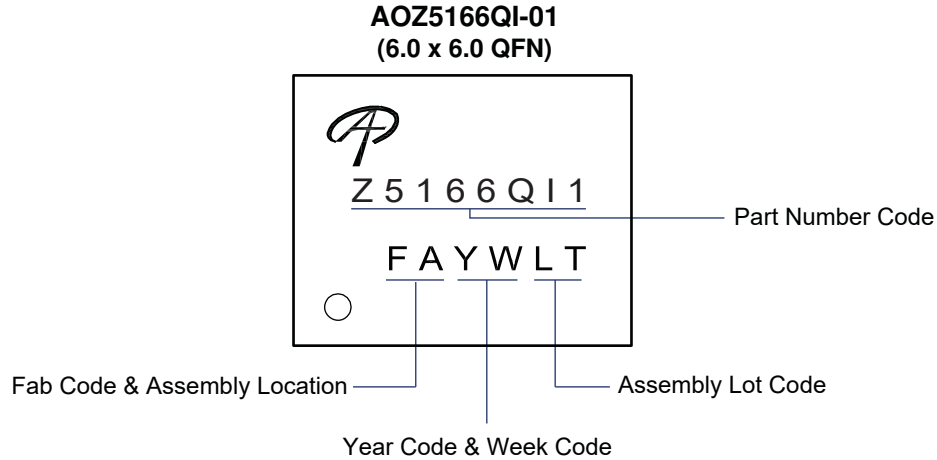 AOZ5166QI-01
(6.0 x 6.0 QFN)
Z5166QI1
Part Number Code
FAYWLT
Fab Code & Assembly Location
Assembly Lot Code
Year Code & Week Code